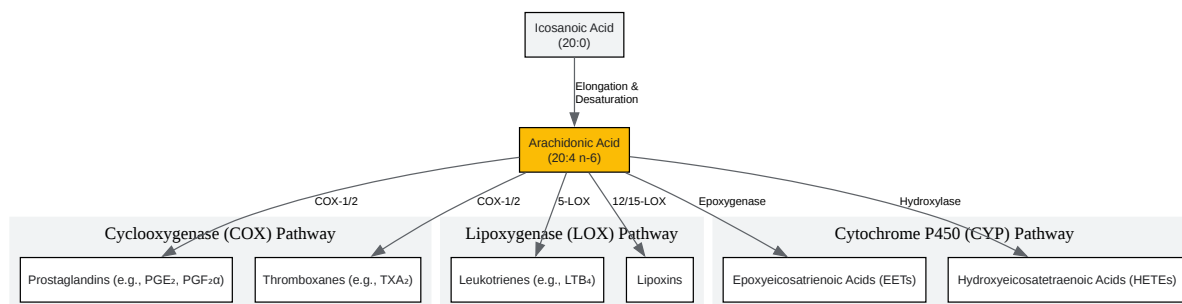 Icosanoic Acid
(20:0)
Elongation &
Desaturation
Arachidonic Acid
(20:4 n-6)
COX-1/2
COX-1/2
5-LOX
12/15-LOX
Epoxygenase
Hydroxylase
Cyclooxygenase (COX) Pathway
Lipoxygenase (LOX) Pathway
Cytochrome P450 (CYP) Pathway
Prostaglandins (e.g., PGE₂, PGF₂α)
Thromboxanes (e.g., TXA₂)
Leukotrienes (e.g., LTB₄)
Lipoxins
Epoxyeicosatrienoic Acids (EETs)
Hydroxyeicosatetraenoic Acids (HETEs)